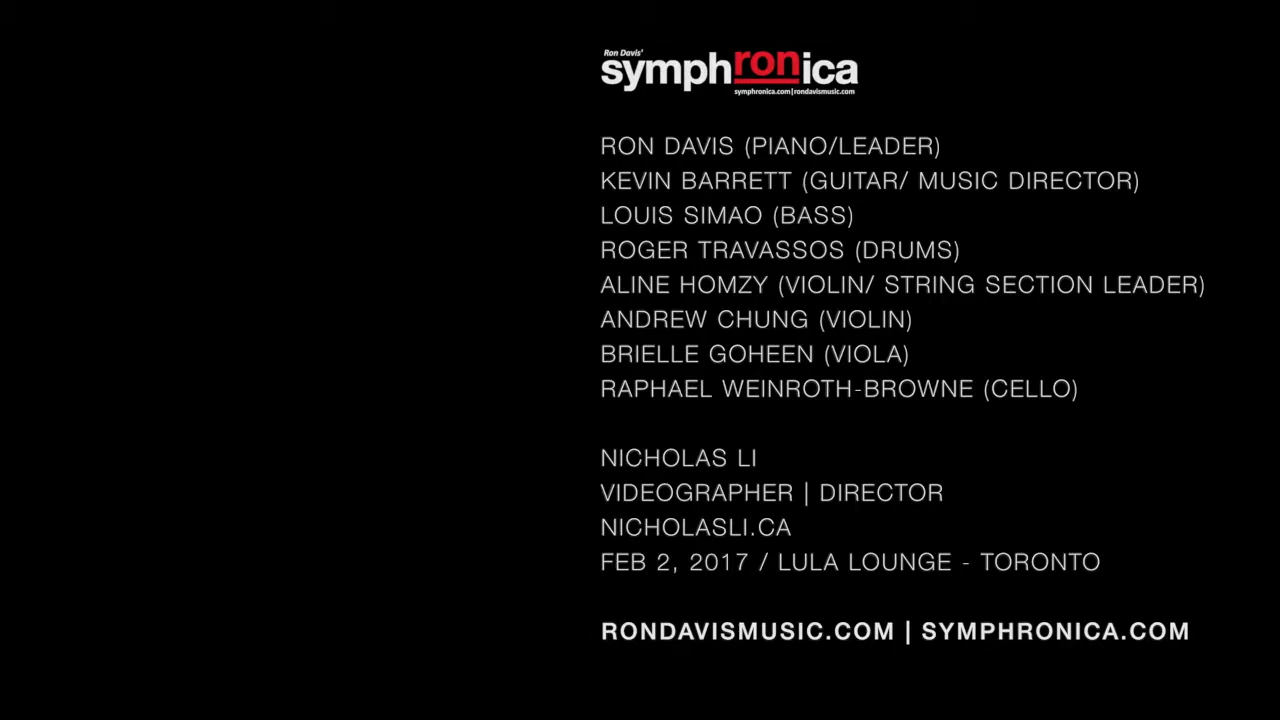 Ron Davis'
symphronica
symphronica.com|rondavismusic.com
RON DAVIS (PIANO/LEADER)
KEVIN BARRETT (GUITAR/ MUSIC DIRECTOR)
LOUIS SIMAO (BASS)
ROGER TRAVASSOS (DRUMS)
ALINE HOMZY (VIOLIN/ STRING SECTION LEADER)
ANDREW CHUNG (VIOLIN)
BRIELLE GOHEEN (VIOLA)
RAPHAEL WEINROTH-BROWNE (CELLO)
NICHOLAS LI
VIDEOGRAPHER | DIRECTOR
NICHOLASLI.CA
FEB 2, 2017 / LULA LOUNGE - TORONTO
RONDAVISMUSIC.COM | SYMPHRONICA.COM